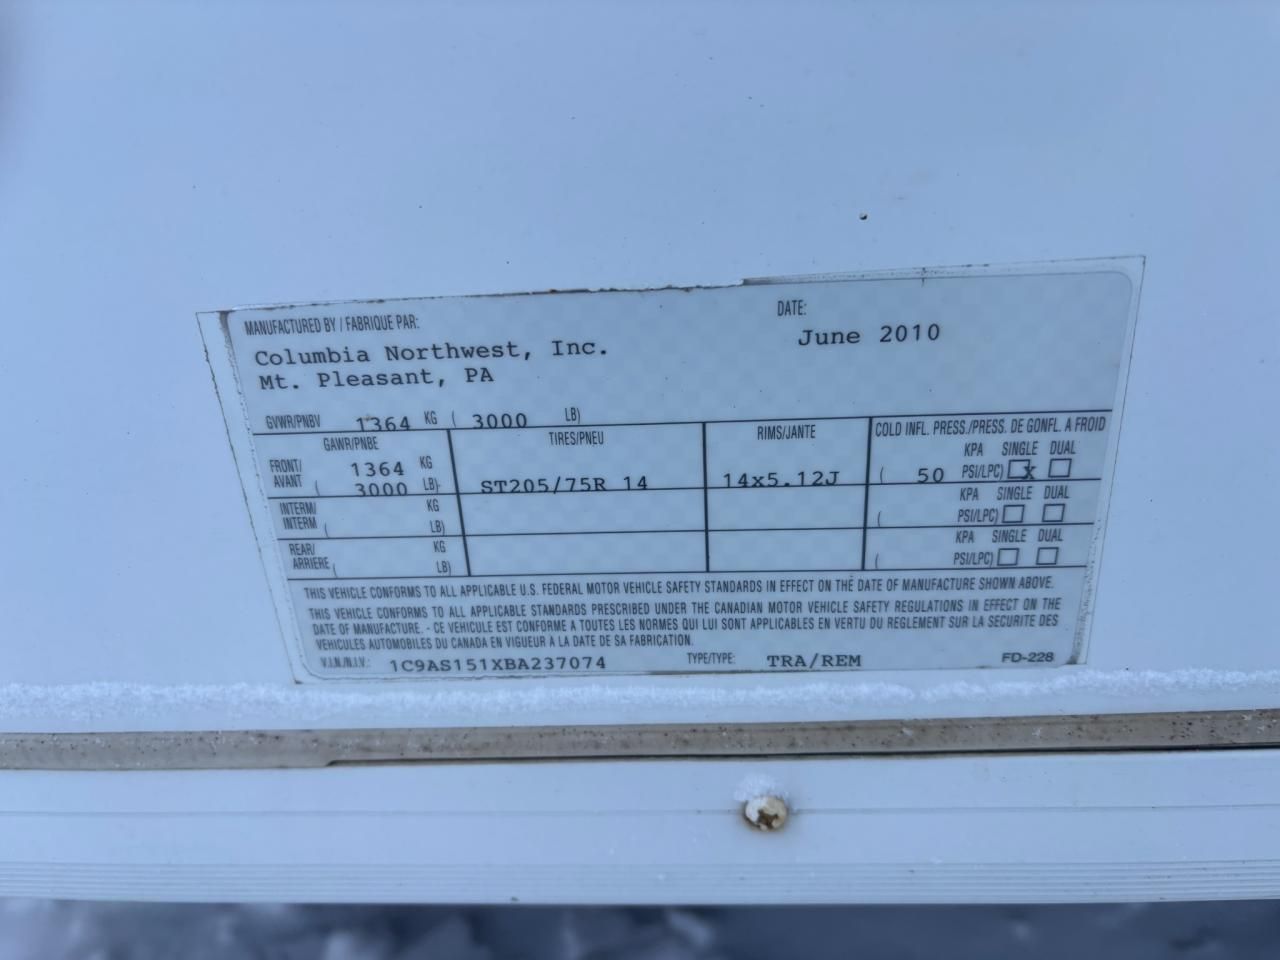 MANUFACTURED BY / FABRIQUE PAR: DATE:
Columbia Northwest, Inc. June 2010
Mt. Pleasant, PA
GVWR/PNBV 1364 KG ( 3000 LB)
GAWR/PNBE TIRES/PNEU RIMS/JANTE COLD INFL. PRESS./PRESS. DE GONFL. A FROID
FRONT/ 1364 KG KPA SINGLE DUAL
AVANT ( 3000 LB) ST205/75R 14 14x5.12J ( 50 PSI/LPC) X
INTERM/ KG KPA SINGLE DUAL
INTERM ( LB) ( PSI/LPC)
REAR/ KG KPA SINGLE DUAL
ARRIERE ( LB) ( PSI/LPC)
THIS VEHICLE CONFORMS TO ALL APPLICABLE U.S. FEDERAL MOTOR VEHICLE SAFETY STANDARDS IN EFFECT ON THE DATE OF MANUFACTURE SHOWN ABOVE.
THIS VEHICLE CONFORMS TO ALL APPLICABLE STANDARDS PRESCRIBED UNDER THE CANADIAN MOTOR VEHICLE SAFETY REGULATIONS IN EFFECT ON THE
DATE OF MANUFACTURE. - CE VEHICULE EST CONFORME A TOUTES LES NORMES QUI LUI SONT APPLICABLES EN VERTU DU REGLEMENT SUR LA SECURITE DES
VEHICULES AUTOMOBILES DU CANADA EN VIGUEUR A LA DATE DE SA FABRICATION.
V.I.N./N.I.V.: 1C9AS151XBA237074 TYPE/TYPE: TRA/REM FD-228